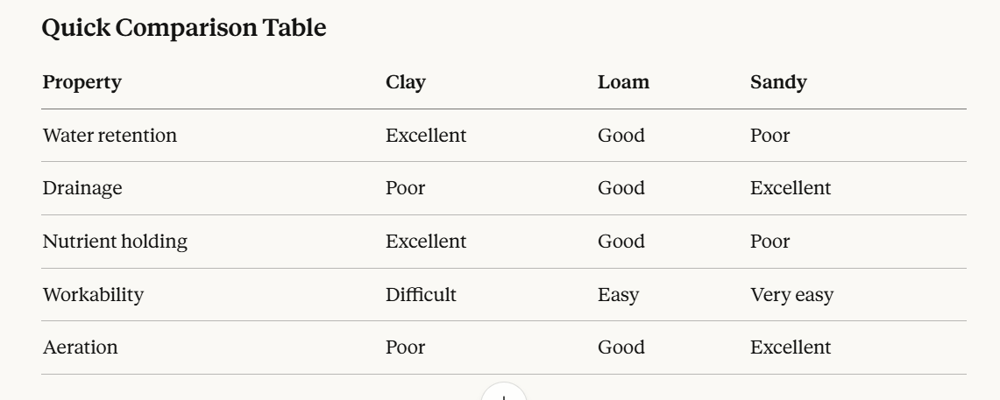 Quick Comparison Table
Property Clay Loam Sandy
Water retention Excellent Good Poor
Drainage Poor Good Excellent
Nutrient holding Excellent Good Poor
Workability Difficult Easy Very easy
Aeration Poor Good Excellent